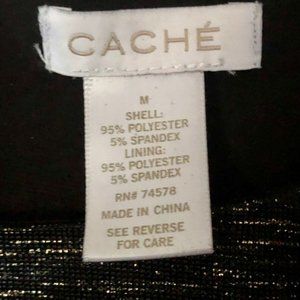 CACHÉ
M
SHELL:
95% POLYESTER
5% SPANDEX
LINING:
95% POLYESTER
5% SPANDEX
RN# 74578
MADE IN CHINA
SEE REVERSE
FOR CARE